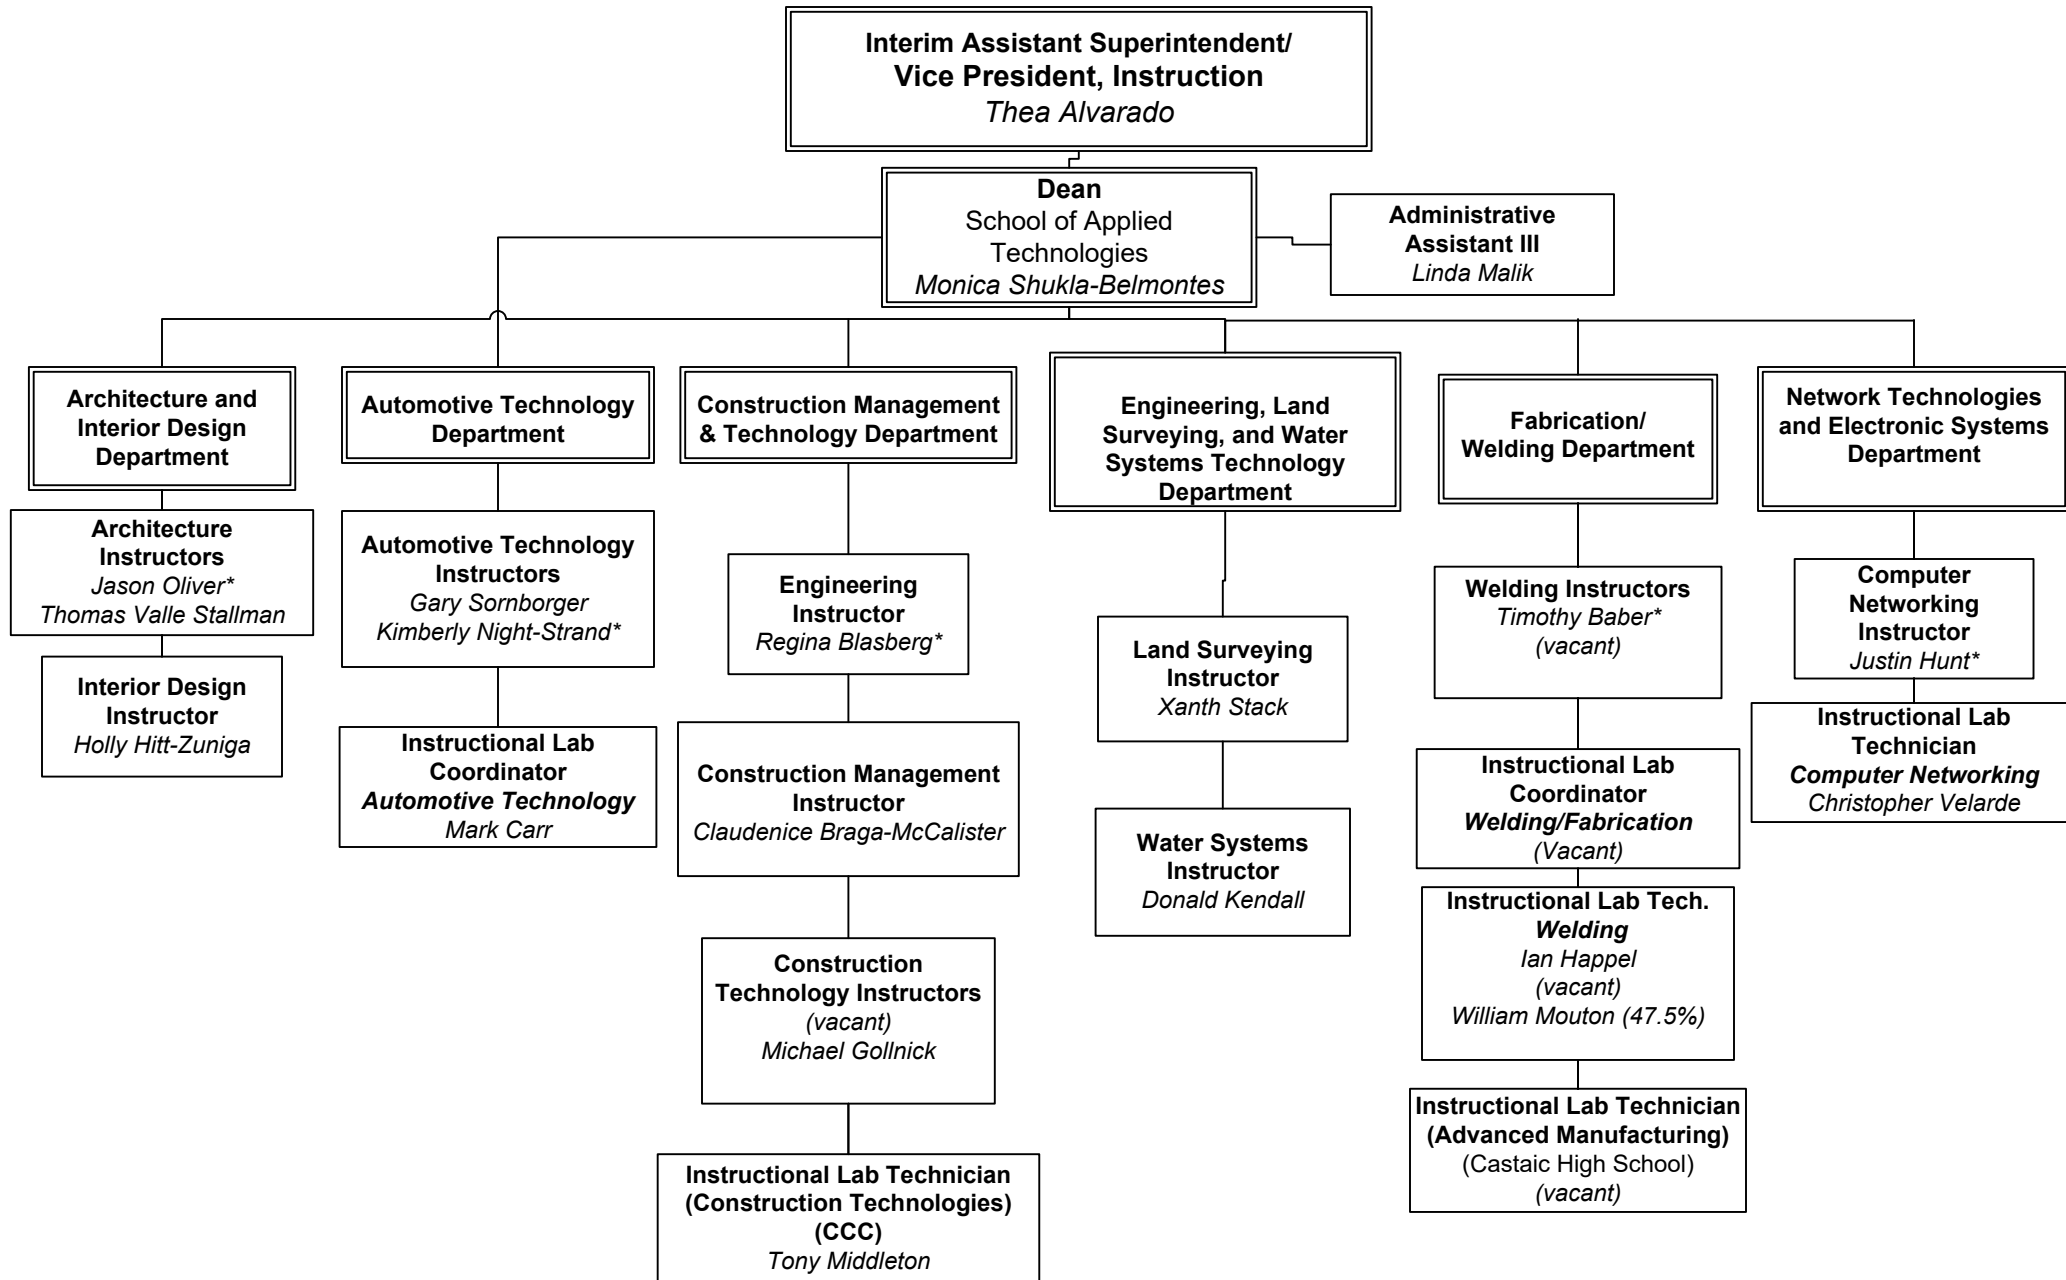 Interim Assistant Superintendent/
Vice President, Instruction
Thea Alvarado
Dean
School of Applied
Technologies
Monica Shukla-Belmontes
Administrative
Assistant III
Linda Malik
Architecture and
Interior Design
Department
Architecture
Instructors
Jason Oliver*
Thomas Valle Stallman
Interior Design
Instructor
Holly Hitt-Zuniga
Automotive Technology
Department
Automotive Technology
Instructors
Gary Sornborger
Kimberly Night-Strand*
Instructional Lab
Coordinator
Automotive Technology
Mark Carr
Construction Management
& Technology Department
Engineering
Instructor
Regina Blasberg*
Construction Management
Instructor
Claudenice Braga-McCalister
Construction
Technology Instructors
(vacant)
Michael Gollnick
Instructional Lab Technician
(Construction Technologies)
(CCC)
Tony Middleton
Engineering, Land
Surveying, and Water
Systems Technology
Department
Land Surveying
Instructor
Xanth Stack
Water Systems
Instructor
Donald Kendall
Fabrication/
Welding Department
Welding Instructors
Timothy Baber*
(vacant)
Instructional Lab
Coordinator
Welding/Fabrication
(Vacant)
Instructional Lab Tech.
Welding
Ian Happel
(vacant)
William Mouton (47.5%)
Instructional Lab Technician
(Advanced Manufacturing)
(Castaic High School)
(vacant)
Network Technologies
and Electronic Systems
Department
Computer
Networking
Instructor
Justin Hunt*
Instructional Lab
Technician
Computer Networking
Christopher Velarde